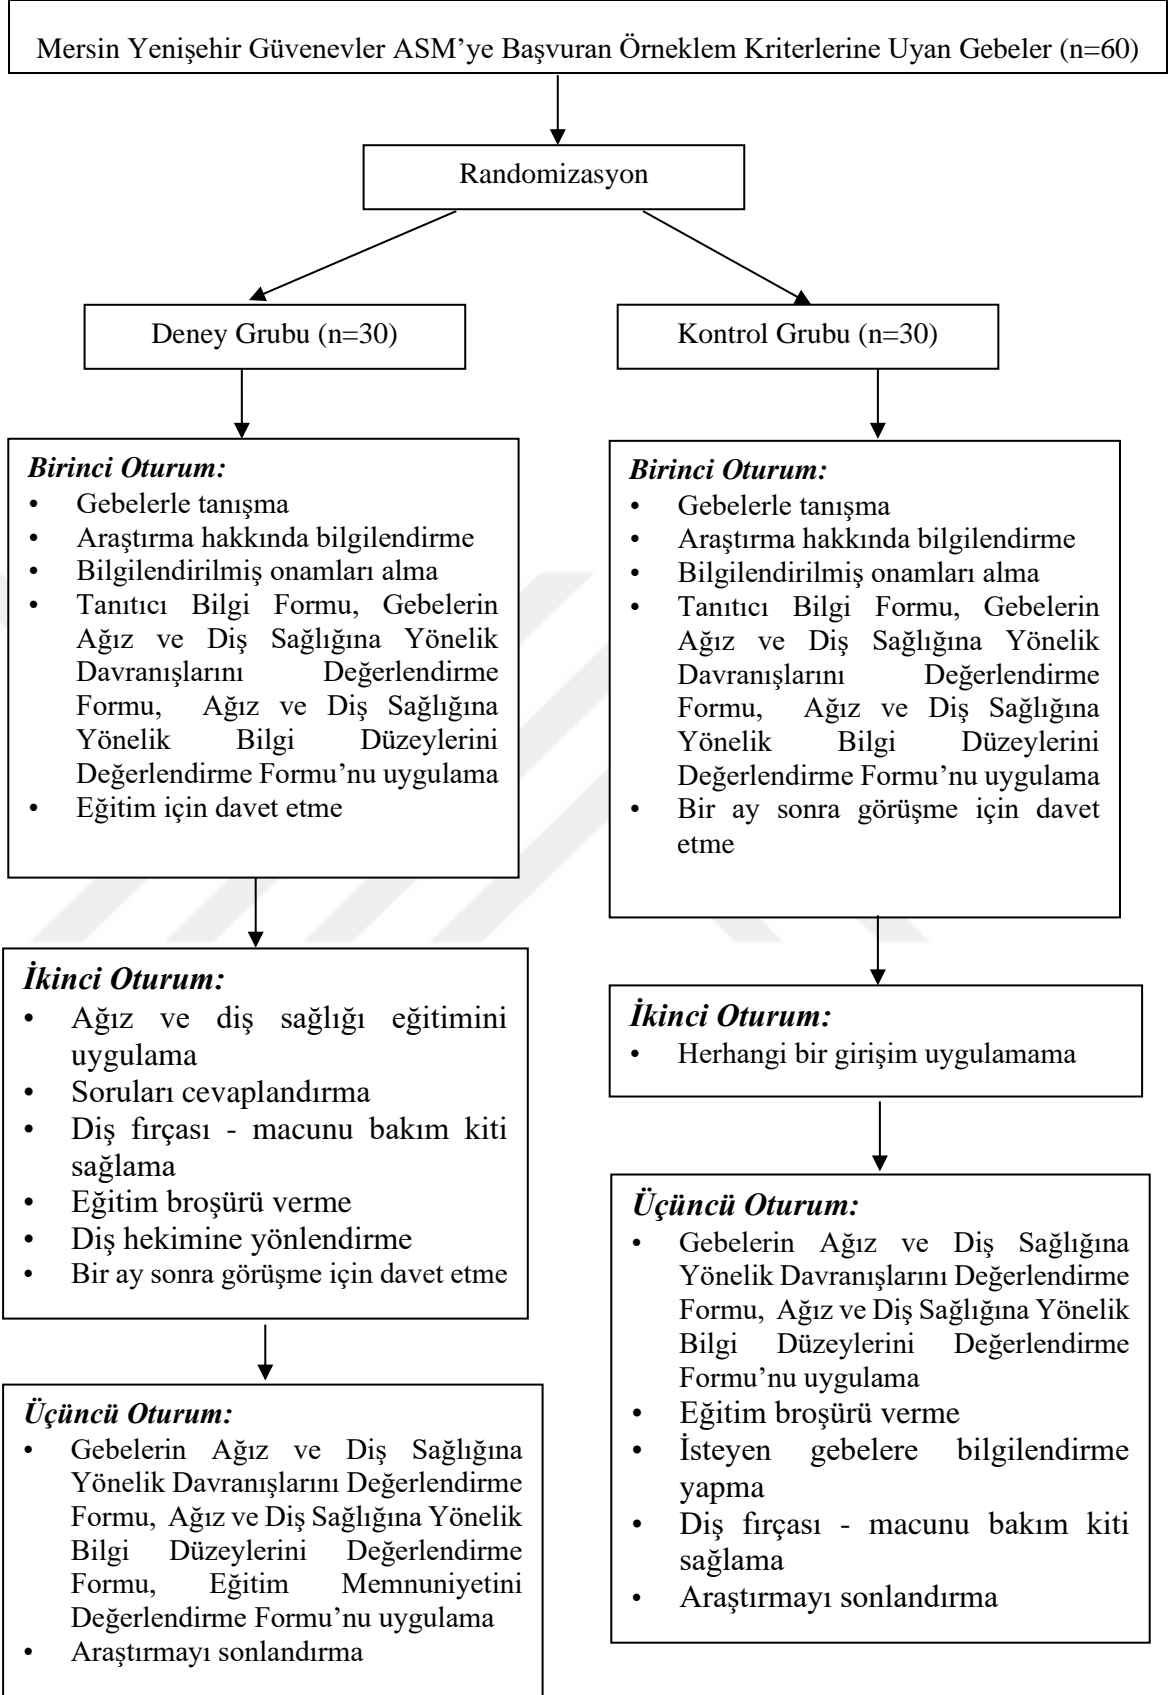 Mersin Yenişehir Güvenevler ASM’ye Başvuran Örneklem Kriterlerine Uyan Gebeler (n=60)
Randomizasyon
Deney Grubu (n=30)
Kontrol Grubu (n=30)
Birinci Oturum:
• Gebelerle tanışma
• Araştırma hakkında bilgilendirme
• Bilgilendirilmiş onamları alma
• Tanıtıcı Bilgi Formu, Gebelerin
Ağız ve Diş Sağlığına Yönelik
Davranışlarını Değerlendirme
Formu, Ağız ve Diş Sağlığına
Yönelik Bilgi Düzeylerini
Değerlendirme Formu’nu uygulama
• Eğitim için davet etme
Birinci Oturum:
• Gebelerle tanışma
• Araştırma hakkında bilgilendirme
• Bilgilendirilmiş onamları alma
• Tanıtıcı Bilgi Formu, Gebelerin
Ağız ve Diş Sağlığına Yönelik
Davranışlarını Değerlendirme
Formu, Ağız ve Diş Sağlığına
Yönelik Bilgi Düzeylerini
Değerlendirme Formu’nu uygulama
• Bir ay sonra görüşme için davet
etme
İkinci Oturum:
• Ağız ve diş sağlığı eğitimini
uygulama
• Soruları cevaplandırma
• Diş fırçası - macunu bakım kiti
sağlama
• Eğitim broşürü verme
• Diş hekimine yönlendirme
• Bir ay sonra görüşme için davet etme
İkinci Oturum:
• Herhangi bir girişim uygulamama
Üçüncü Oturum:
• Gebelerin Ağız ve Diş Sağlığına
Yönelik Davranışlarını Değerlendirme
Formu, Ağız ve Diş Sağlığına Yönelik
Bilgi Düzeylerini Değerlendirme
Formu, Eğitim Memnuniyetini
Değerlendirme Formu’nu uygulama
• Araştırmayı sonlandırma
Üçüncü Oturum:
• Gebelerin Ağız ve Diş Sağlığına
Yönelik Davranışlarını Değerlendirme
Formu, Ağız ve Diş Sağlığına Yönelik
Bilgi Düzeylerini Değerlendirme
Formu’nu uygulama
• Eğitim broşürü verme
• İsteyen gebelere bilgilendirme
yapma
• Diş fırçası - macunu bakım kiti
sağlama
• Araştırmayı sonlandırma